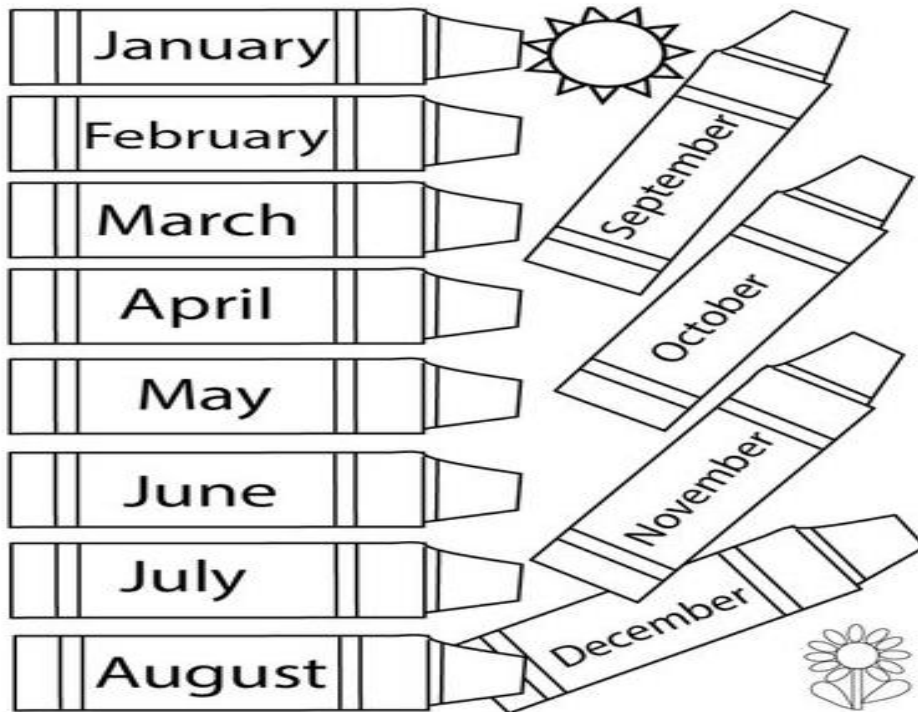 January
February
March
April
May
June
July
August
September
October
November
December